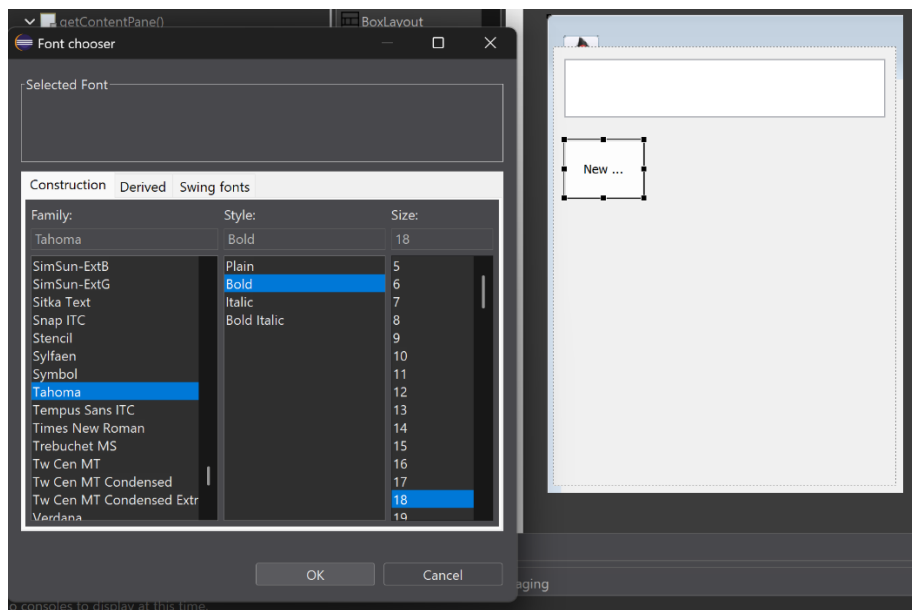 getContentPane()
BoxLayout
Font chooser
Selected Font
Construction
Derived
Swing fonts
Family:
Style:
Size:
Tahoma
Bold
18
SimSun-ExtB
SimSun-ExtG
Sitka Text
Snap ITC
Stencil
Sylfaen
Symbol
Tahoma
Tempus Sans ITC
Times New Roman
Trebuchet MS
Tw Cen MT
Tw Cen MT Condensed
Tw Cen MT Condensed Extr
Verdana
Plain
Bold
Italic
Bold Italic
5
6
7
8
9
10
11
12
13
14
15
16
17
18
19
OK
Cancel
New ...
aging
o consoles to display at this time.